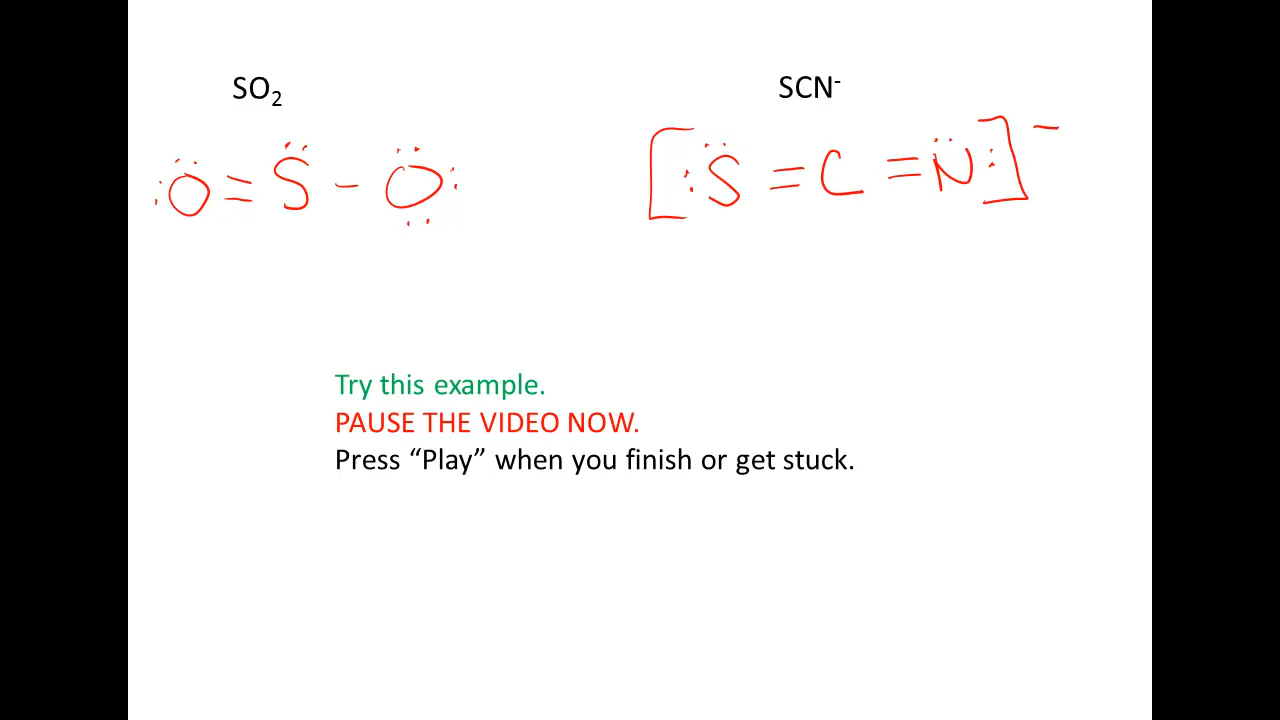 SO₂
SCN⁻
:Ö=S̈-Ö̤:
[:S̈=C=N̈:]⁻
Try this example.
PAUSE THE VIDEO NOW.
Press “Play” when you finish or get stuck.